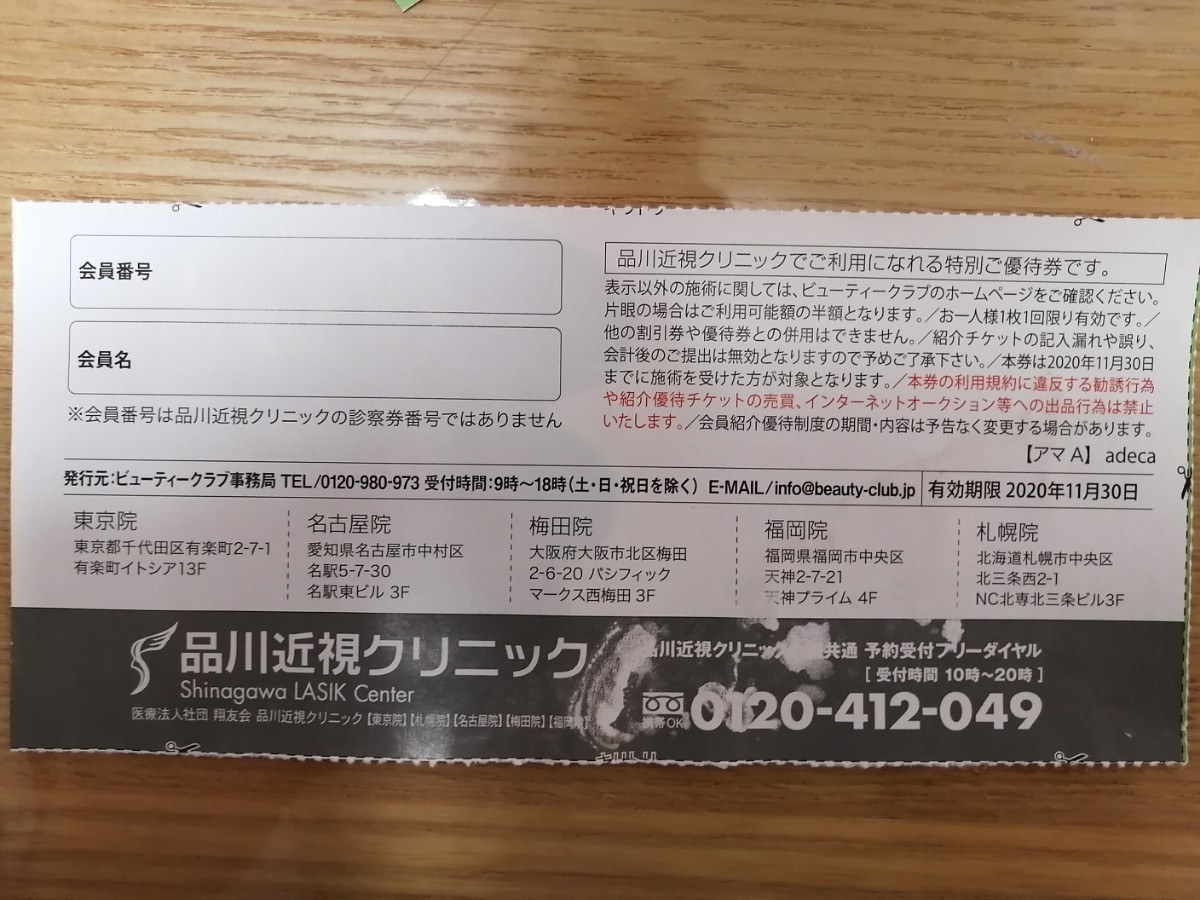 会員番号
会員名
※会員番号は品川近視クリニックの診察券番号ではありません
品川近視クリニックでご利用になれる特別ご優待券です。
表示以外の施術に関しては、ビューティークラブのホームページをご確認ください。
片眼の場合はご利用可能額の半額となります。／お一人様1枚1回限り有効です。／
他の割引券や優待券との併用はできません。／紹介チケットの記入漏れや誤り、
会計後のご提出は無効となりますので予めご了承下さい。／本券は2020年11月30日
までに施術を受けた方が対象となります。／本券の利用規約に違反する勧誘行為
や紹介優待チケットの売買、インターネットオークション等への出品行為は禁止
いたします。／会員紹介優待制度の期間・内容は予告なく変更する場合があります。
【アマ A】 adeca
発行元：ビューティークラブ事務局 TEL/0120-980-973 受付時間：9時～18時（土・日・祝日を除く） E-MAIL/info@beauty-club.jp
有効期限 2020年11月30日
東京院
東京都千代田区有楽町2-7-1
有楽町イトシア13F
名古屋院
愛知県名古屋市中村区
名駅5-7-30
名駅東ビル 3F
梅田院
大阪府大阪市北区梅田
2-6-20 パシフィック
マークス西梅田 3F
福岡院
福岡県福岡市中央区
天神2-7-21
天神プライム 4F
札幌院
北海道札幌市中央区
北三条西2-1
NC北専北三条ビル3F
品川近視クリニック
Shinagawa LASIK Center
医療法人社団 翔友会 品川近視クリニック【東京院】【札幌院】【名古屋院】【梅田院】【福岡院】
品川近視クリニック 共通 予約受付フリーダイヤル
［ 受付時間 10時～20時 ］
携帯OK
0120-412-049